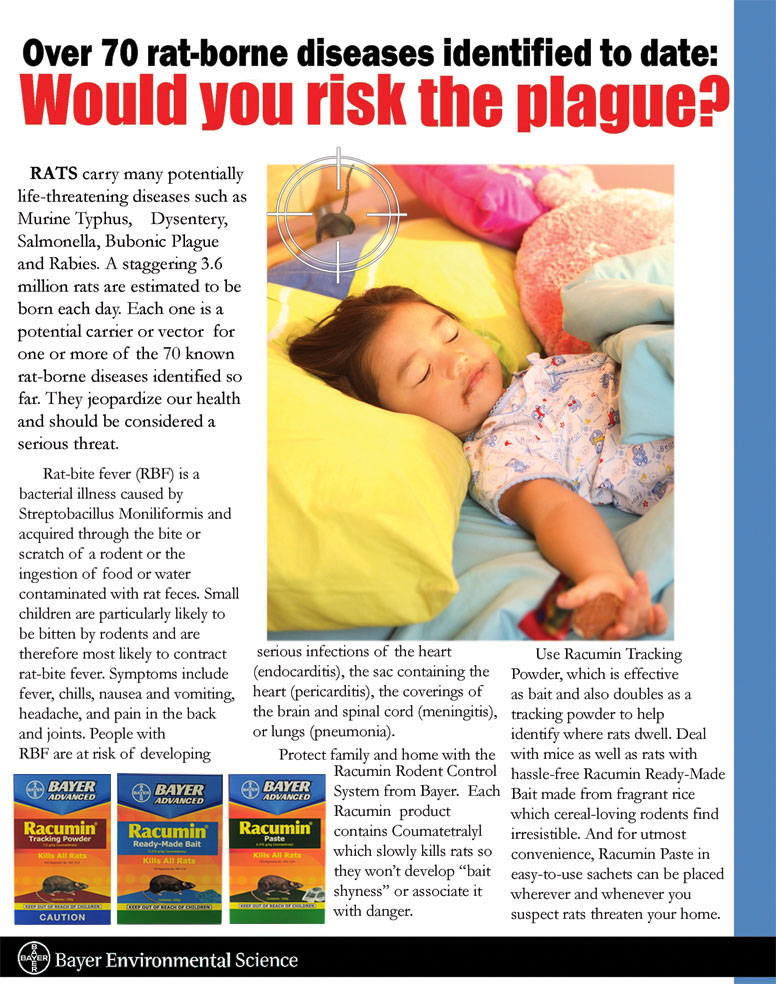 Over 70 rat-borne diseases identified to date:
Would you risk the plague?
RATS carry many potentially
life-threatening diseases such as
Murine Typhus, Dysentery,
Salmonella, Bubonic Plague
and Rabies. A staggering 3.6
million rats are estimated to be
born each day. Each one is a
potential carrier or vector for
one or more of the 70 known
rat-borne diseases identified so
far. They jeopardize our health
and should be considered a
serious threat.
Rat-bite fever (RBF) is a
bacterial illness caused by
Streptobacillus Moniliformis and
acquired through the bite or
scratch of a rodent or the
ingestion of food or water
contaminated with rat feces. Small
children are particularly likely to
be bitten by rodents and are
therefore most likely to contract
rat-bite fever. Symptoms include
fever, chills, nausea and vomiting,
headache, and pain in the back
and joints. People with
RBF are at risk of developing
serious infections of the heart
(endocarditis), the sac containing the
heart (pericarditis), the coverings of
the brain and spinal cord (meningitis),
or lungs (pneumonia).
Protect family and home with the
Racumin Rodent Control
System from Bayer. Each
Racumin product
contains Coumatetralyl
which slowly kills rats so
they won't develop "bait
shyness" or associate it
with danger.
Use Racumin Tracking
Powder, which is effective
as bait and also doubles as a
tracking powder to help
identify where rats dwell. Deal
with mice as well as rats with
hassle-free Racumin Ready-Made
Bait made from fragrant rice
which cereal-loving rodents find
irresistible. And for utmost
convenience, Racumin Paste in
easy-to-use sachets can be placed
wherever and whenever you
suspect rats threaten your home.
BAYER
ADVANCED
Racumin
Tracking Powder
Kills All Rats
KEEP OUT OF REACH OF CHILDREN
CAUTION
BAYER
ADVANCED
Racumin
Ready-Made Bait
Kills All Rats
KEEP OUT OF REACH OF CHILDREN
BAYER
ADVANCED
Racumin
Paste
Kills All Rats
KEEP OUT OF REACH OF CHILDREN
BAYER
BAYER
Bayer Environmental Science